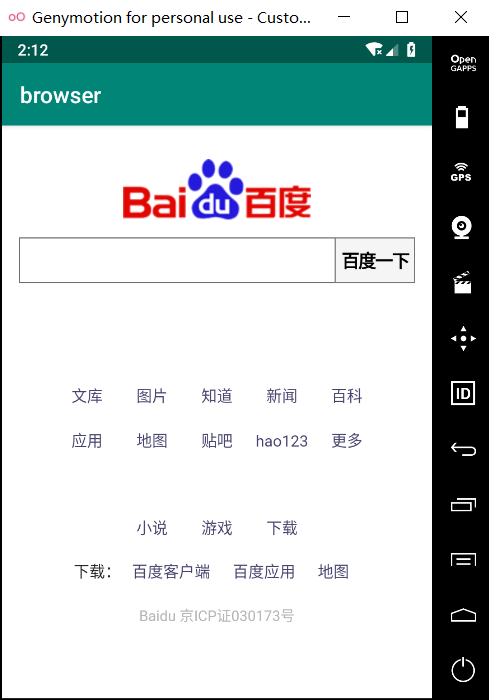 Genymotion for personal use - Custo...
2:12
Open
GAPPS
browser
GPS
Bai du 百度
百度一下
文库 图片 知道 新闻 百科
ID
应用 地图 贴吧 hao123 更多
小说 游戏 下载
下载: 百度客户端 百度应用 地图
Baidu 京ICP证030173号